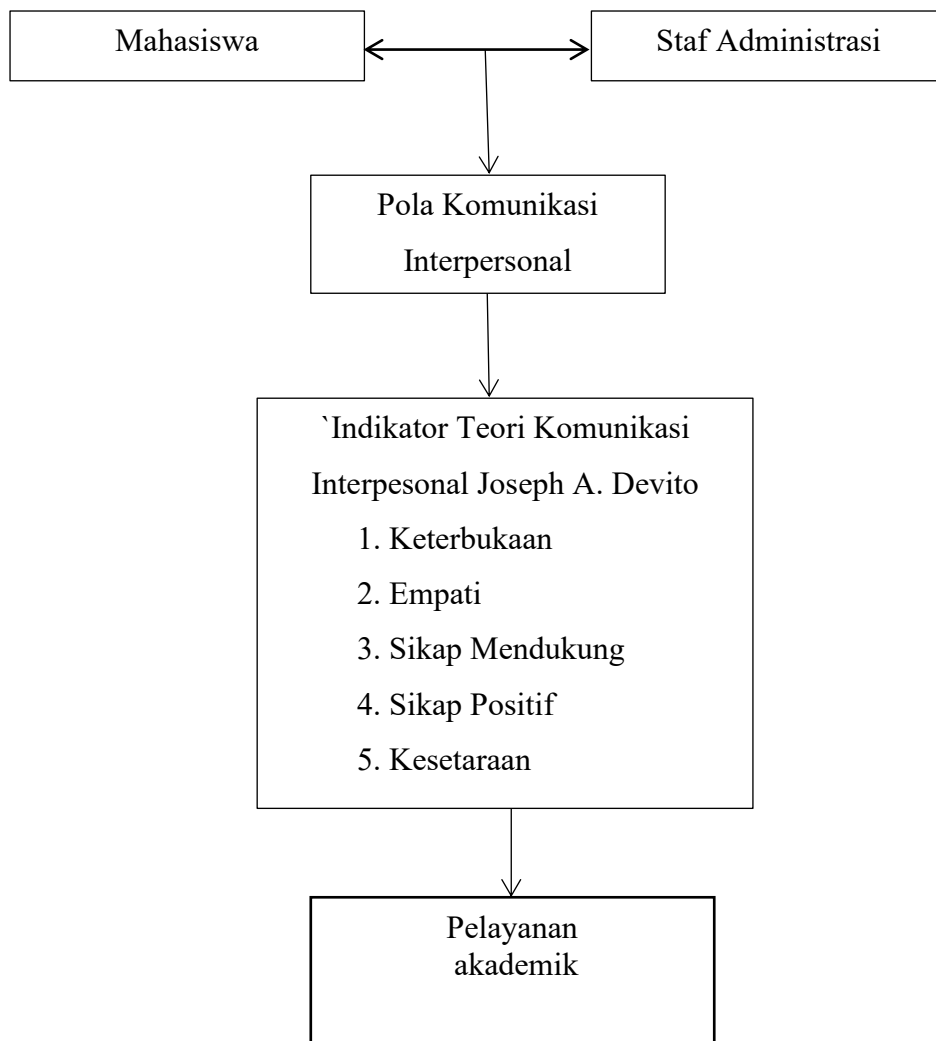 Mahasiswa
Staf Administrasi
Pola Komunikasi
Interpersonal
`Indikator Teori Komunikasi
Interpesonal Joseph A. Devito
1. Keterbukaan
2. Empati
3. Sikap Mendukung
4. Sikap Positif
5. Kesetaraan
Pelayanan
akademik